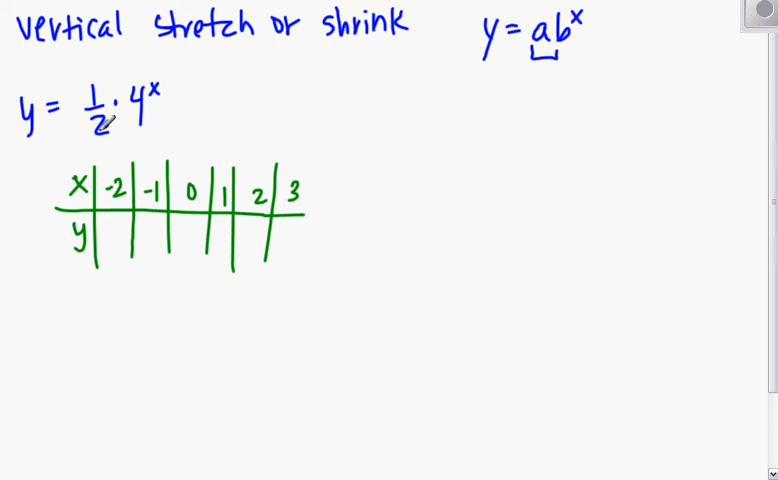 vertical stretch or shrink
y = ab^x
y = 1/2 · 4^x
x -2 -1 0 1 2 3
y